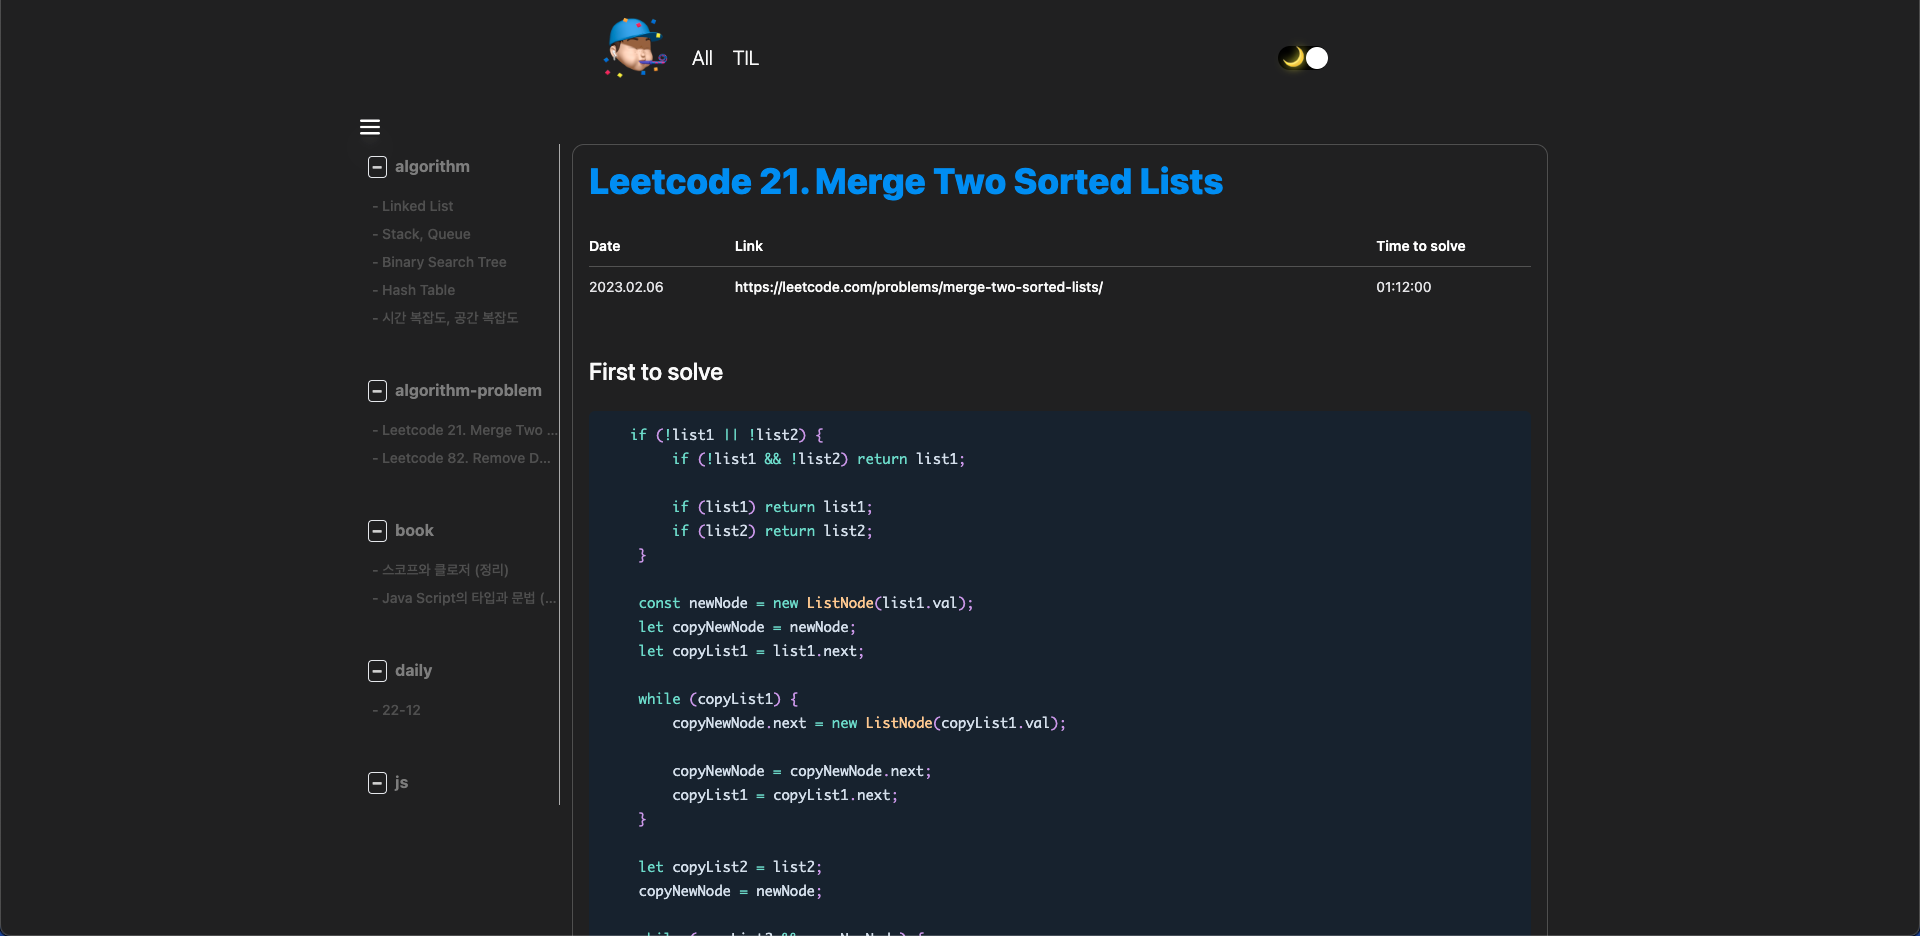 All TIL
algorithm
- Linked List
- Stack, Queue
- Binary Search Tree
- Hash Table
- 시간 복잡도, 공간 복잡도
algorithm-problem
- Leetcode 21. Merge Two ...
- Leetcode 82. Remove D...
book
- 스코프와 클로저 (정리)
- Java Script의 타입과 문법 (...
daily
- 22-12
js
Leetcode 21. Merge Two Sorted Lists
Date Link Time to solve
2023.02.06 https://leetcode.com/problems/merge-two-sorted-lists/ 01:12:00
First to solve
if (!list1 || !list2) {
if (!list1 && !list2) return list1;
if (list1) return list1;
if (list2) return list2;
}
const newNode = new ListNode(list1.val);
let copyNewNode = newNode;
let copyList1 = list1.next;
while (copyList1) {
copyNewNode.next = new ListNode(copyList1.val);
copyNewNode = copyNewNode.next;
copyList1 = copyList1.next;
}
let copyList2 = list2;
copyNewNode = newNode;